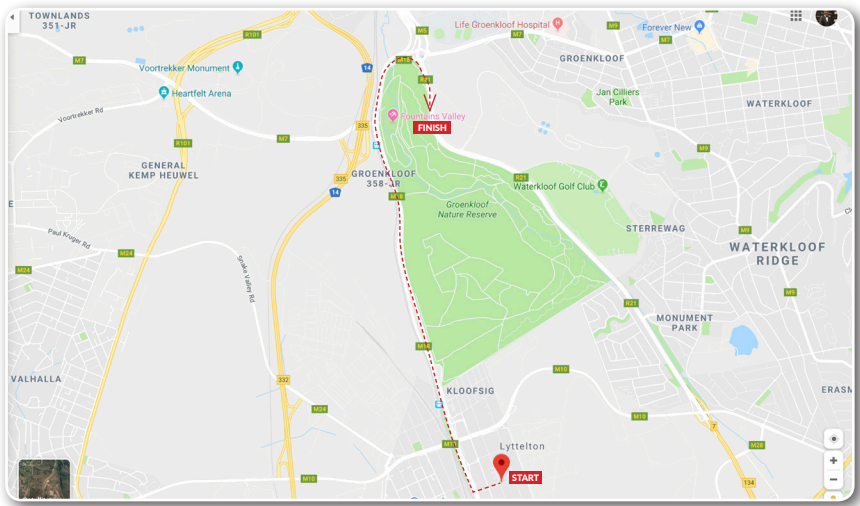 TOWNLANDS
351-JR
R101
M5
Life Groenkloof Hospital
M7
M9
Forever New
M7
M7
Voortrekker Monument
14
M18
GROENKLOOF
R21
Heartfelt Arena
Jan Cilliers
Park
WATERKLOOF
Voortrekker Rd
Fountains Valley
FINISH
335
R101
M7
M9
GENERAL
KEMP HEUWEL
GROENKLOOF
358-JR
335
14
R21
Waterkloof Golf Club
M18
Groenkloof
Nature Reserve
STERREWAG
M9
Paul Kruger Rd
M24
WATERKLOOF
RIDGE
M24
Snake Valley Rd
M9
R21
MONUMENT
PARK
M18
VALHALLA
332
M10
KLOOFSIG
ERASM
M24
M10
7
Lyttelton
M28
M10
START
134